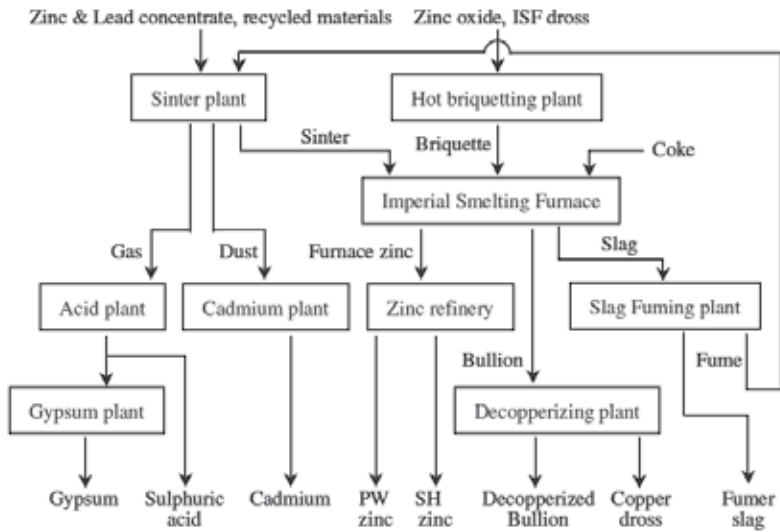 Zinc & Lead concentrate, recycled materials
Zinc oxide, ISF dross
Sinter plant
Hot briquetting plant
Sinter
Briquette
Coke
Imperial Smelting Furnace
Gas
Dust
Furnace zinc
Slag
Acid plant
Cadmium plant
Zinc refinery
Slag Fuming plant
Bullion
Fume
Gypsum plant
Decopperizing plant
Gypsum
Sulphuric
acid
Cadmium
PW
zinc
SH
zinc
Decopperized
Bullion
Copper
dross
Fumer
slag